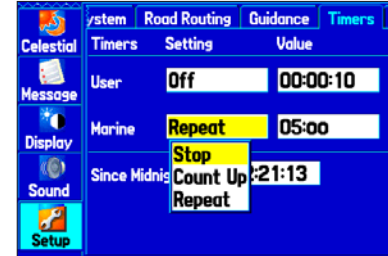 ystem Road Routing Guidance Timers
Celestial
Timers Setting Value
Message
User Off 00:00:10
Display
Marine Repeat 05:00
Stop
Since Midnig Count Up :21:13
Repeat
Sound
Setup